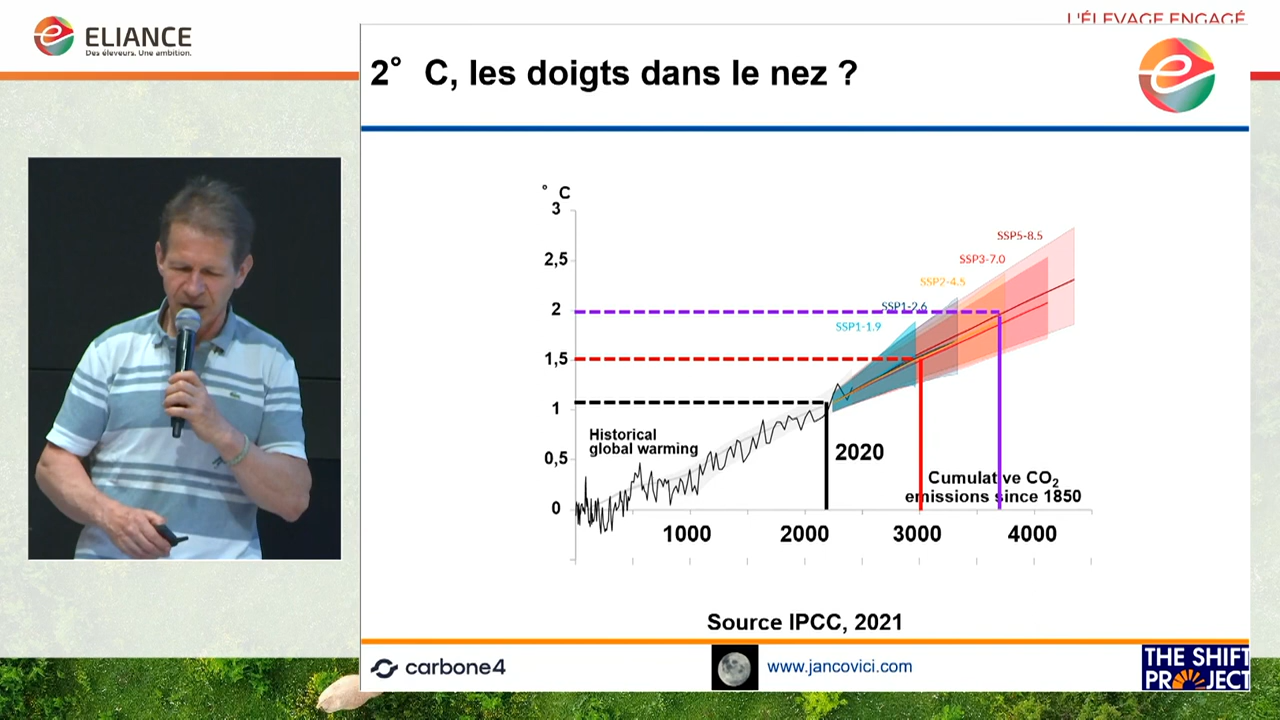 L'ÉLEVAGE ENGAGÉ
ELIANCE
Des éleveurs. Une ambition.
2° C, les doigts dans le nez ?
° C
3
2,5
2
1,5
1
0,5
0
SSP5-8.5
SSP3-7.0
SSP2-4.5
SSP1-2.6
SSP1-1.9
Historical
global warming
2020
Cumulative CO₂
emissions since 1850
1000 2000 3000 4000
Source IPCC, 2021
carbone4
www.jancovici.com
THE SHIFT
PROJECT